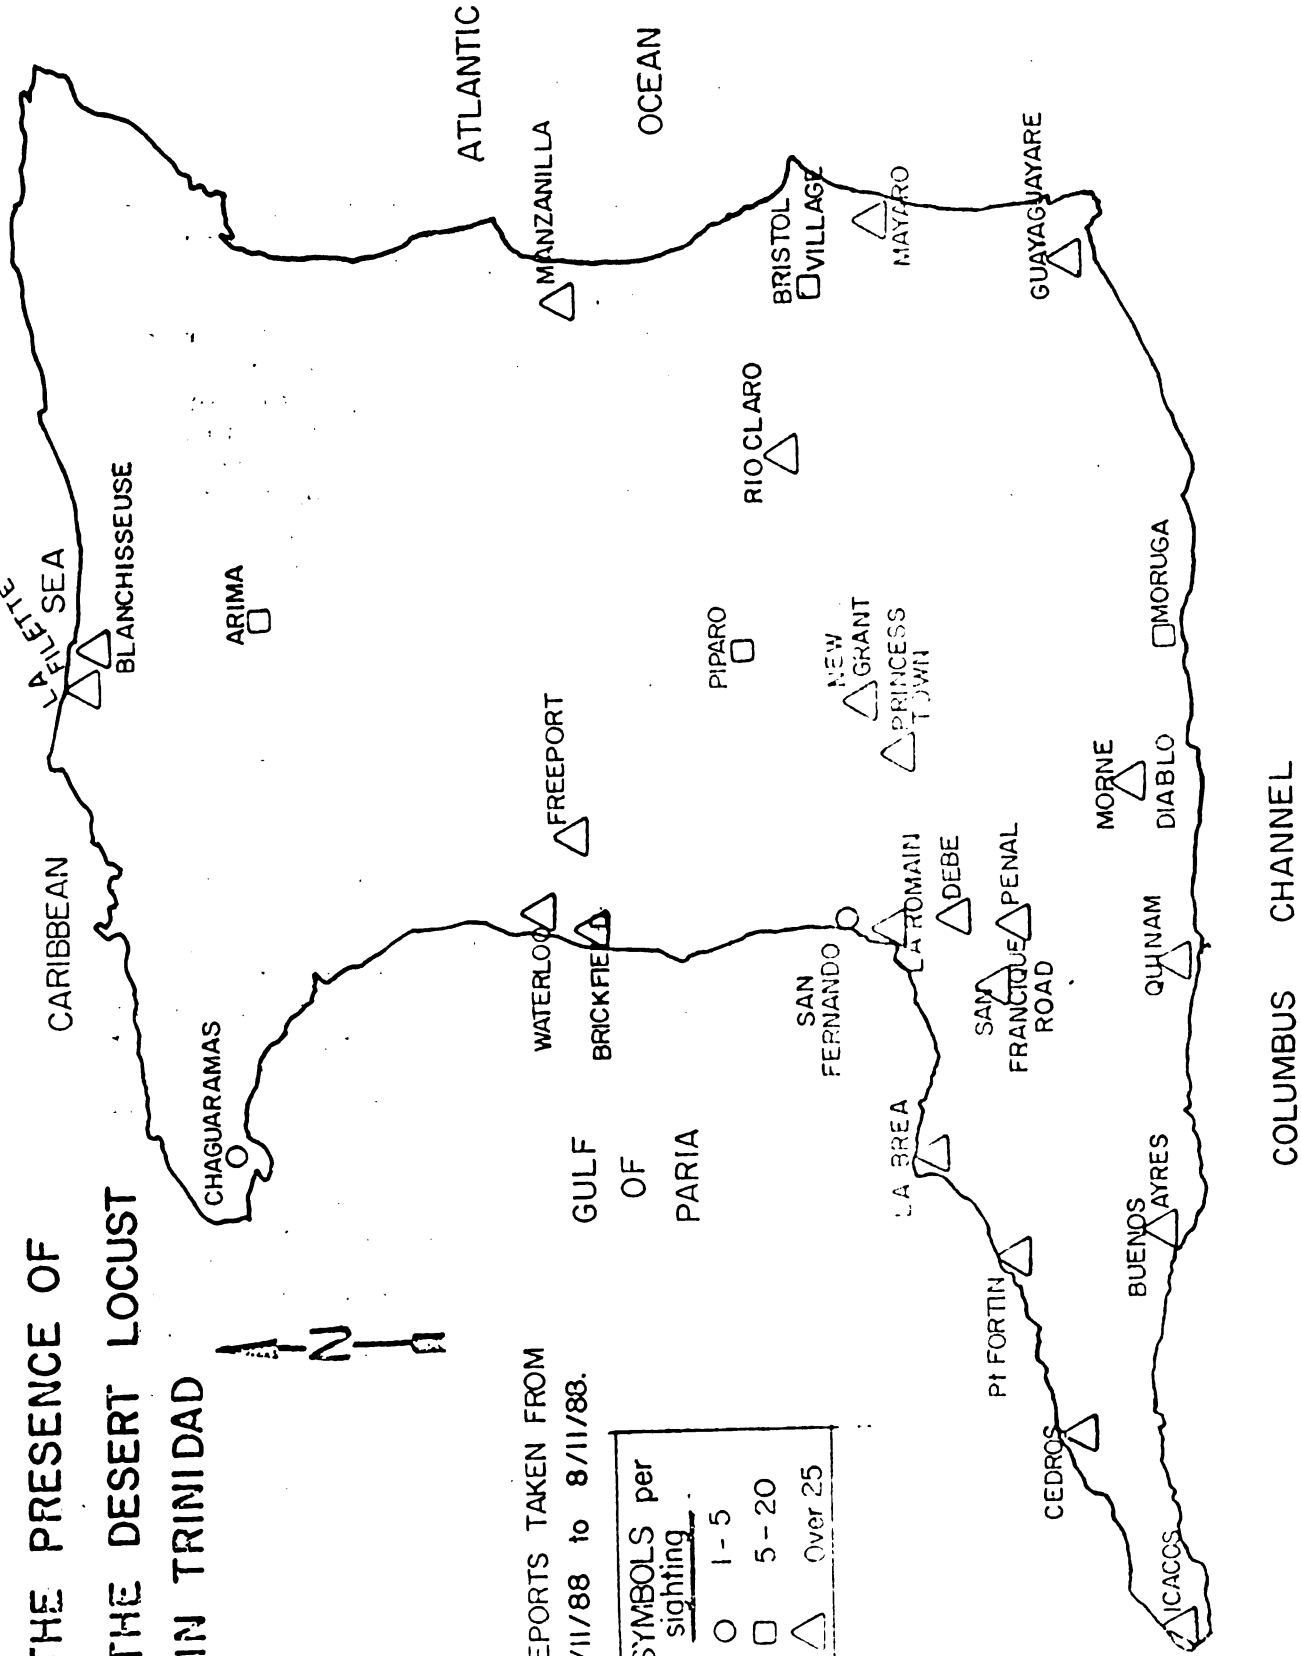 THE PRESENCE OF
THE DESERT LOCUST
IN TRINIDAD
N
EPORTS TAKEN FROM
/11/88 to 8/11/88.
SYMBOLS per
sighting
1-5
5-20
Over 25
CARIBBEAN
SEA
LA FILETTE
BLANCHISSEUSE
CHAGUARAMAS
ARIMA
ATLANTIC
OCEAN
MANZANILLA
FREEPORT
WATERLOO
BRICKFIELD
GULF
OF
PARIA
PIPARO
RIO CLARO
BRISTOL
VILLAGE
MAYARO
GUAYAGUAYARE
NEW
GRANT
PRINCESS
TOWN
SAN
FERNANDO
LA ROMAIN
DEBE
PENAL
SAN
FRANCIQUE
ROAD
LA BREA
Pt FORTIN
CEDROS
ICACOS
BUENOS
AYRES
QUINAM
MORNE
DIABLO
MORUGA
COLUMBUS CHANNEL